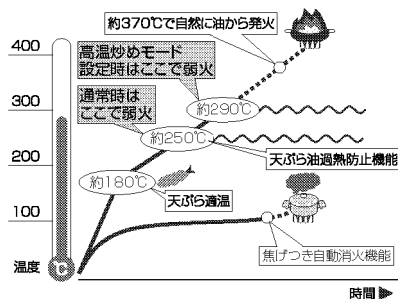 約370℃で自然に油から発火
400
高温炒めモード
設定時はここで弱火
300
約290℃
通常時は
ここで弱火
約250℃
天ぷら油過熱防止機能
200
約180℃
天ぷら適温
100
焦げつき自動消火機能
温度
℃
時間